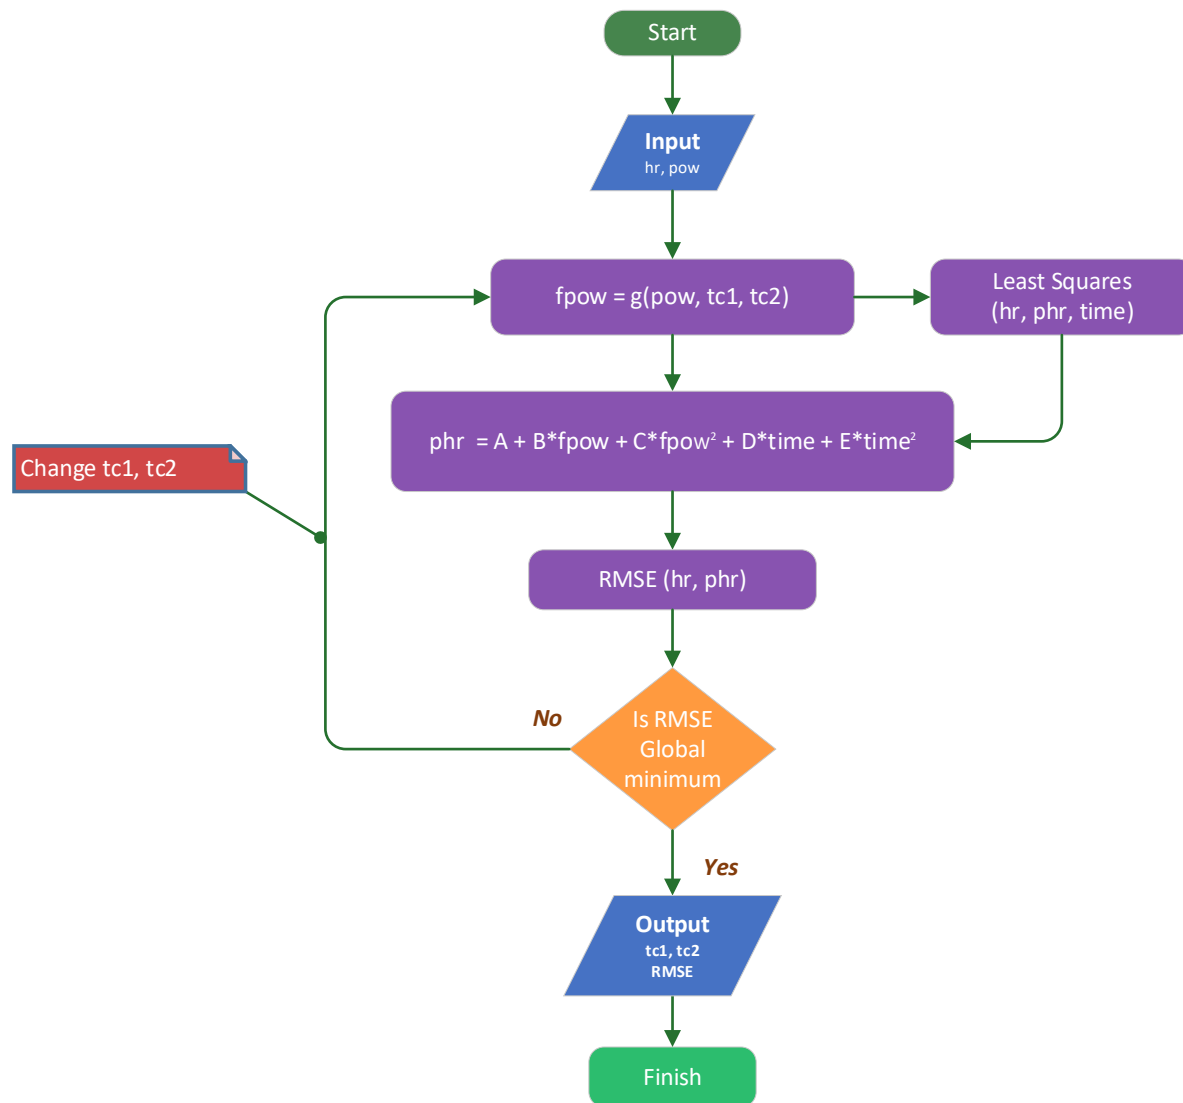 Start
Input
hr, pow
fpow = g(pow, tc1, tc2)
Least Squares
(hr, phr, time)
phr = A + B*fpow + C*fpow² + D*time + E*time²
Change tc1, tc2
RMSE (hr, phr)
No
Is RMSE
Global
minimum
Yes
Output
tc1, tc2
RMSE
Finish